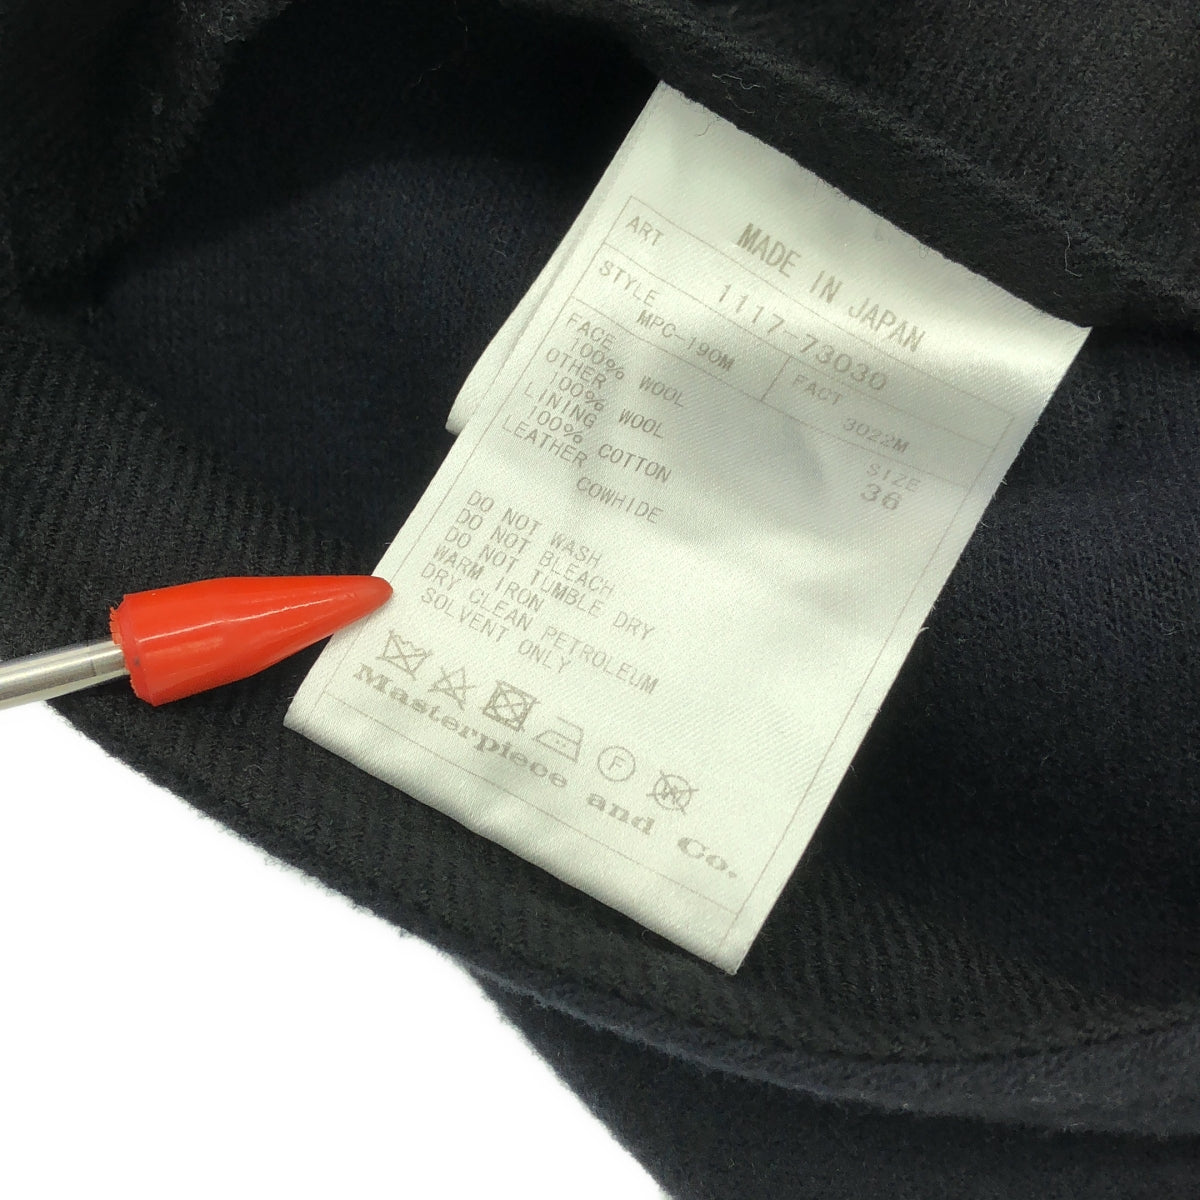 MADE IN JAPAN
ART 1117-73030
STYLE MPC-190M FACT 3022M
FACE SIZE
100% WOOL 36
OTHER
100% WOOL
LINING
100% COTTON
LEATHER
COWHIDE
DO NOT WASH
DO NOT BLEACH
DO NOT TUMBLE DRY
WARM IRON
DRY CLEAN PETROLEUM
SOLVENT ONLY
F W
Masterpiece and Co.